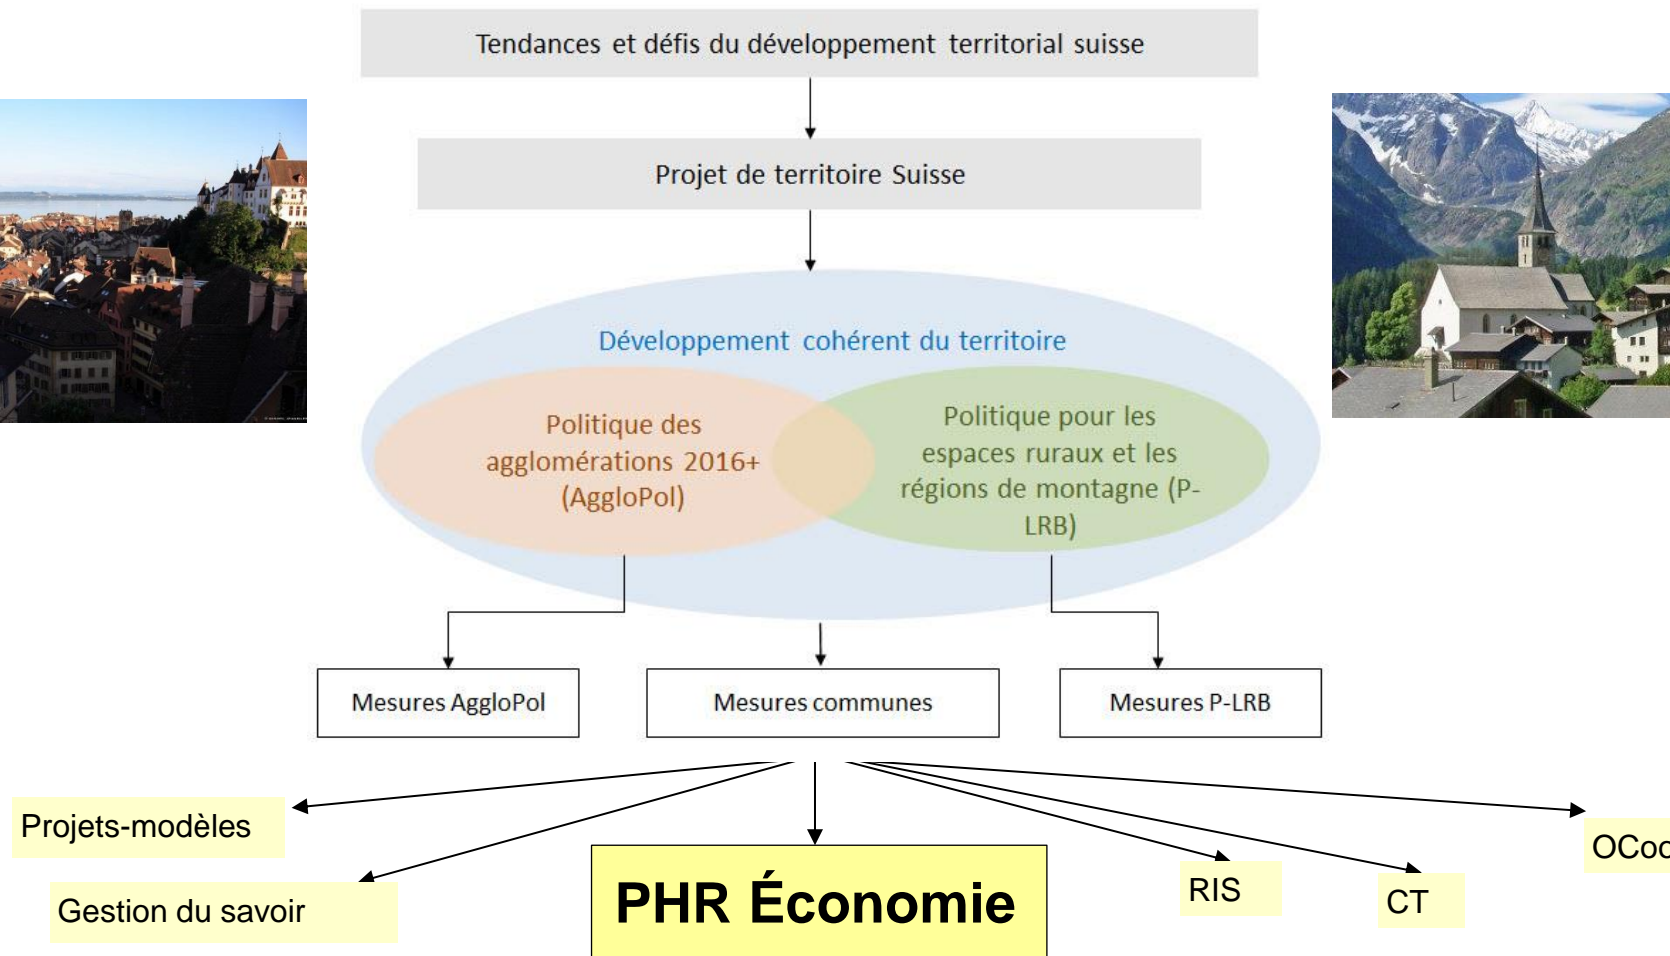 Tendances et défis du développement territorial suisse
Projet de territoire Suisse
Développement cohérent du territoire
Politique des
agglomérations 2016+
(AggloPol)
Politique pour les
espaces ruraux et les
régions de montagne (P-
LRB)
Mesures AggloPol
Mesures communes
Mesures P-LRB
Projets-modèles
Gestion du savoir
PHR Économie
RIS
CT